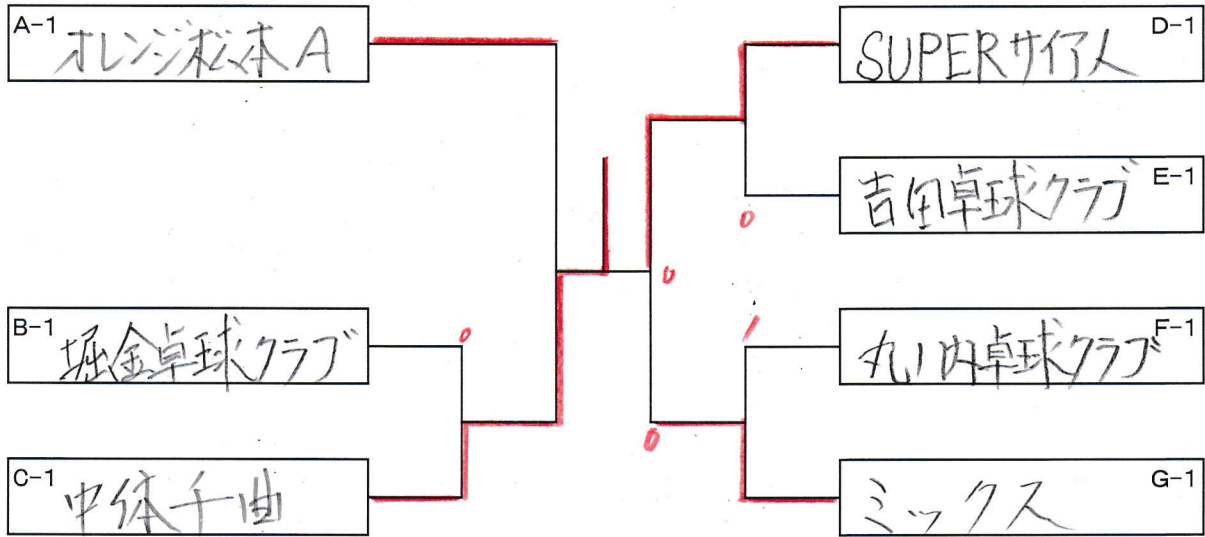 A-1 オレンジ松本A
D-1 SUPERサイア人
E-1 吉田卓球クラブ
0
0
B-1 堀金卓球クラブ
0
1
F-1 丸ノ内卓球クラブ
0
C-1 中体千曲
G-1 ミックス